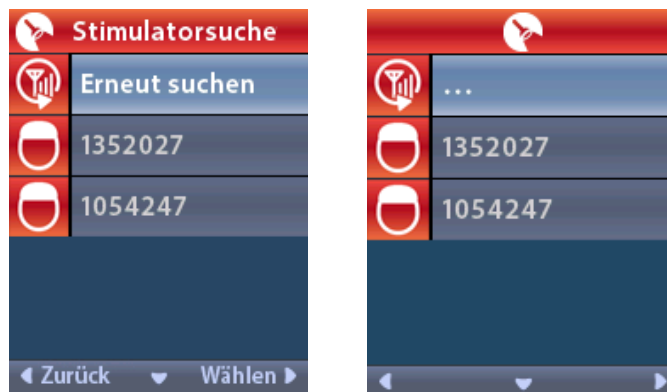 Stimulatorsuche
Erneut suchen
1352027
1054247
Zurück Wählen
...
1352027
1054247